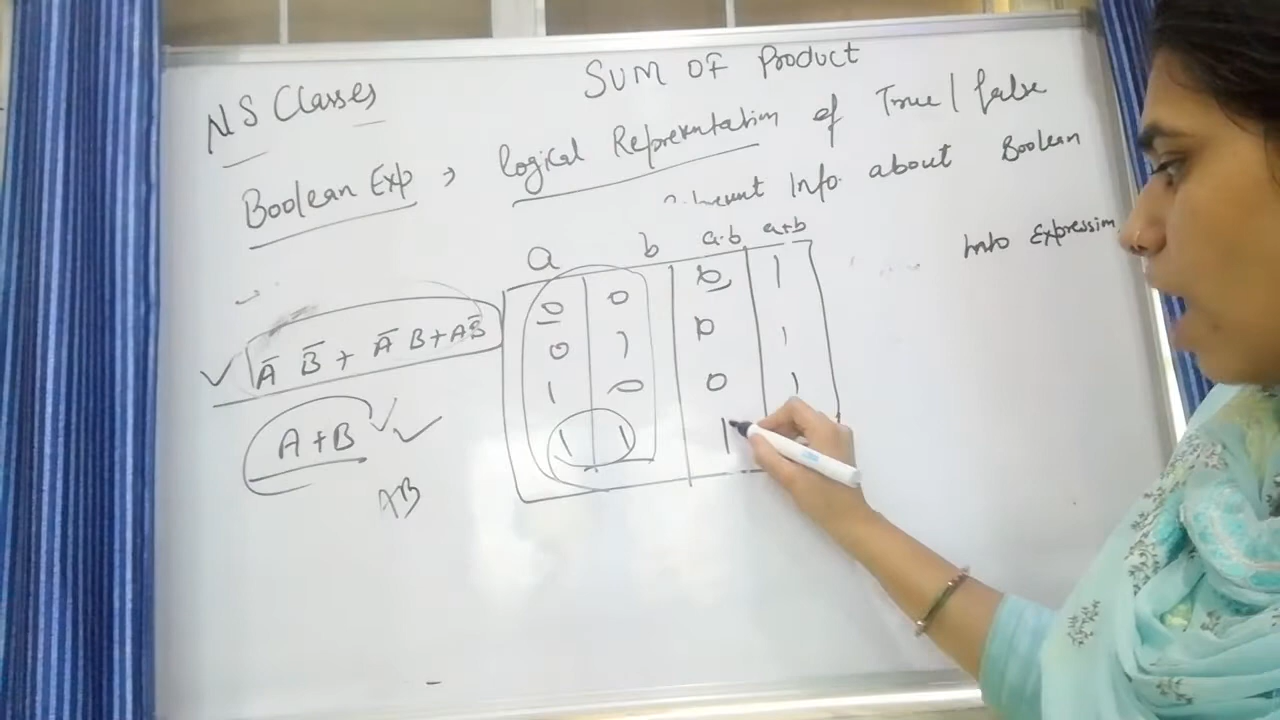 NS Classes
SUM OF Product
Boolean Exp → logical Representation of True | false
Info. about Boolean
Into Expression
a b a·b a+b
0 0 0 1
0 1 0 1
1 0 0 1
1 1 1
A̅ B̅ + A̅ B + A B̅
A + B
AB